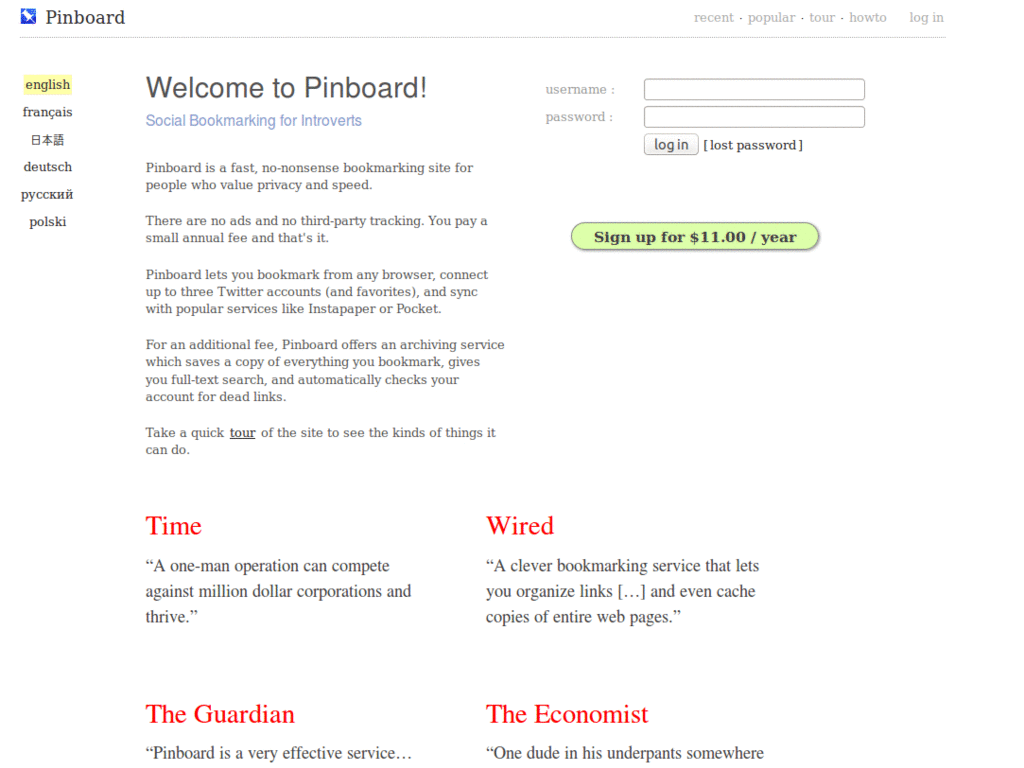 Pinboard
recent · popular · tour · howto log in
english
français
日本語
deutsch
русский
polski
Welcome to Pinboard!
Social Bookmarking for Introverts
Pinboard is a fast, no-nonsense bookmarking site for
people who value privacy and speed.
There are no ads and no third-party tracking. You pay a
small annual fee and that's it.
Pinboard lets you bookmark from any browser, connect
up to three Twitter accounts (and favorites), and sync
with popular services like Instapaper or Pocket.
For an additional fee, Pinboard offers an archiving service
which saves a copy of everything you bookmark, gives
you full-text search, and automatically checks your
account for dead links.
Take a quick tour of the site to see the kinds of things it
can do.
username :
password :
log in [lost password]
Sign up for $11.00 / year
Time
“A one-man operation can compete
against million dollar corporations and
thrive.”
Wired
“A clever bookmarking service that lets
you organize links […] and even cache
copies of entire web pages.”
The Guardian
“Pinboard is a very effective service…
The Economist
“One dude in his underpants somewhere